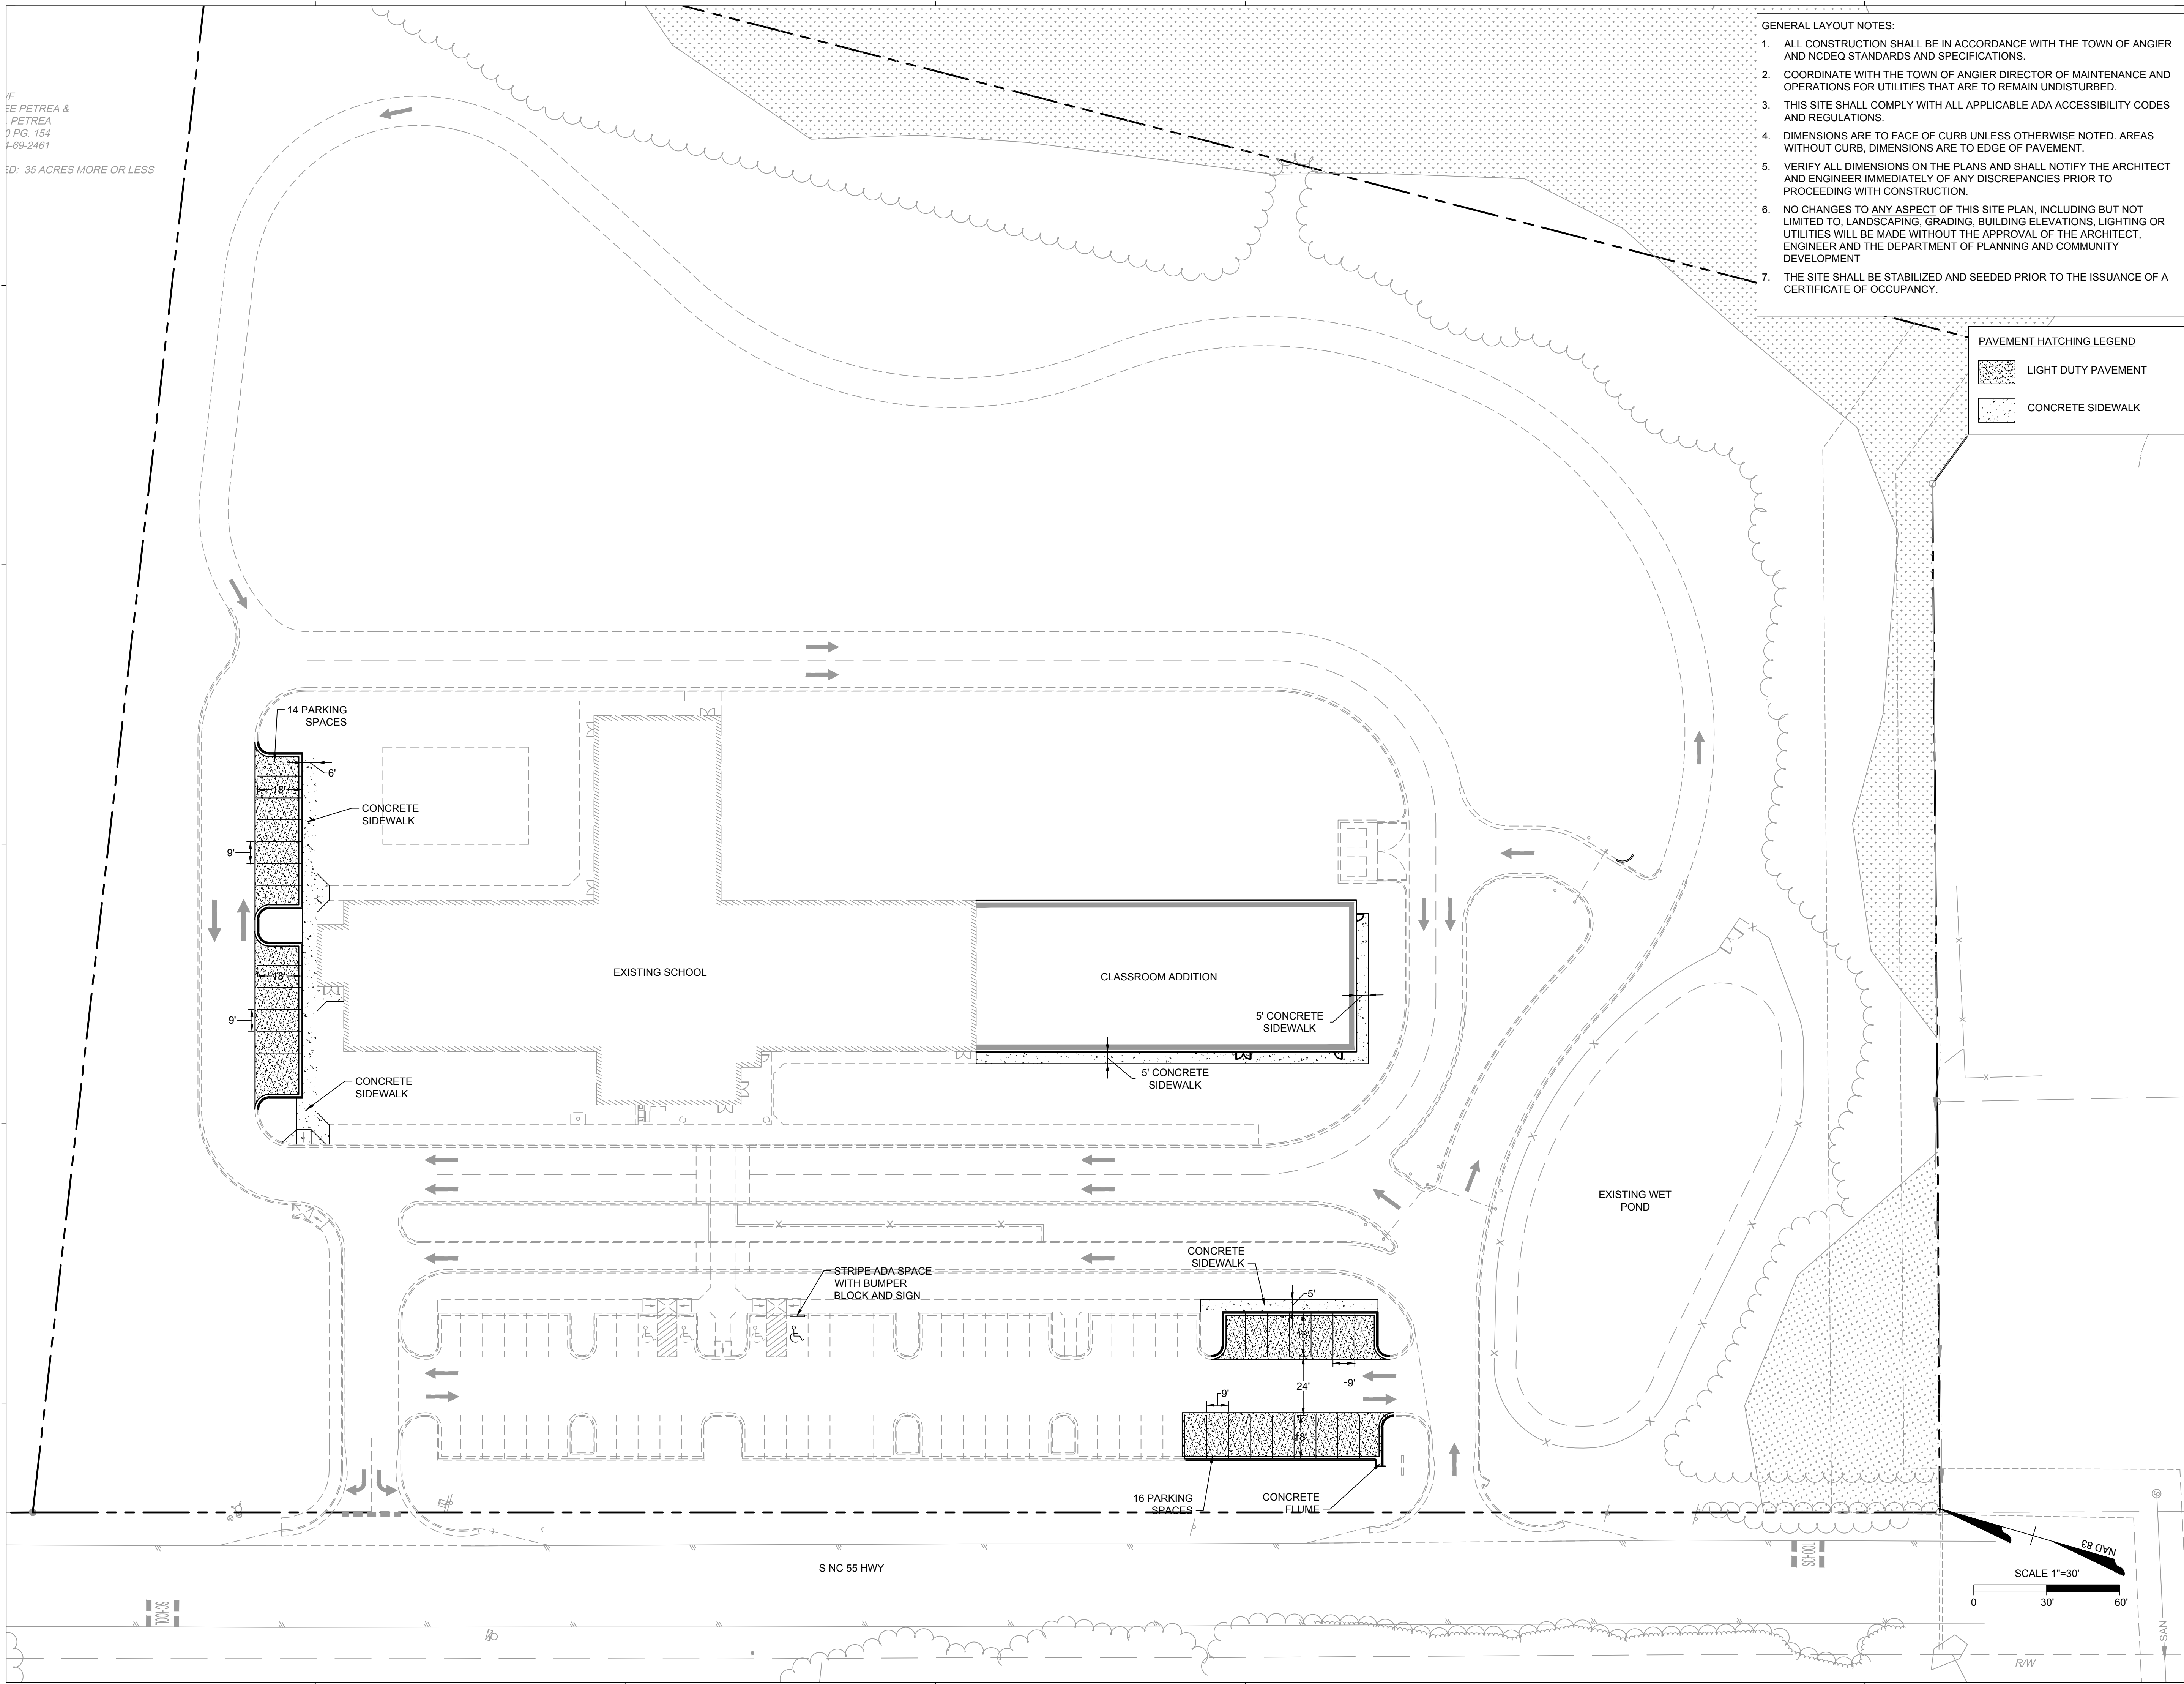 /F
EE PETREA &
PETREA
0 PG. 154
4-69-2461
ED: 35 ACRES MORE OR LESS
GENERAL LAYOUT NOTES:
1. ALL CONSTRUCTION SHALL BE IN ACCORDANCE WITH THE TOWN OF ANGIER
AND NCDEQ STANDARDS AND SPECIFICATIONS.
2. COORDINATE WITH THE TOWN OF ANGIER DIRECTOR OF MAINTENANCE AND
OPERATIONS FOR UTILITIES THAT ARE TO REMAIN UNDISTURBED.
3. THIS SITE SHALL COMPLY WITH ALL APPLICABLE ADA ACCESSIBILITY CODES
AND REGULATIONS.
4. DIMENSIONS ARE TO FACE OF CURB UNLESS OTHERWISE NOTED. AREAS
WITHOUT CURB, DIMENSIONS ARE TO EDGE OF PAVEMENT.
5. VERIFY ALL DIMENSIONS ON THE PLANS AND SHALL NOTIFY THE ARCHITECT
AND ENGINEER IMMEDIATELY OF ANY DISCREPANCIES PRIOR TO
PROCEEDING WITH CONSTRUCTION.
6. NO CHANGES TO ANY ASPECT OF THIS SITE PLAN, INCLUDING BUT NOT
LIMITED TO, LANDSCAPING, GRADING, BUILDING ELEVATIONS, LIGHTING OR
UTILITIES WILL BE MADE WITHOUT THE APPROVAL OF THE ARCHITECT,
ENGINEER AND THE DEPARTMENT OF PLANNING AND COMMUNITY
DEVELOPMENT
7. THE SITE SHALL BE STABILIZED AND SEEDED PRIOR TO THE ISSUANCE OF A
CERTIFICATE OF OCCUPANCY.
PAVEMENT HATCHING LEGEND
LIGHT DUTY PAVEMENT
CONCRETE SIDEWALK
14 PARKING
SPACES
6'
18'
CONCRETE
SIDEWALK
9'
18'
9'
CONCRETE
SIDEWALK
EXISTING SCHOOL
CLASSROOM ADDITION
5' CONCRETE
SIDEWALK
5' CONCRETE
SIDEWALK
EXISTING WET
POND
CONCRETE
SIDEWALK
STRIPE ADA SPACE
WITH BUMPER
BLOCK AND SIGN
5'
18'
9'
24'
9'
18'
16 PARKING
SPACES
CONCRETE
FLUME
S NC 55 HWY
SCHOOL
SCHOOL
NAD 83
SCALE 1"=30'
0 30' 60'
SAN
R/W